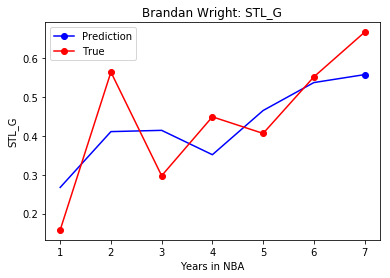 Brandan Wright: STL_G
Prediction
True
0.6
0.5
0.4
0.3
0.2
STL_G
1 2 3 4 5 6 7
Years in NBA